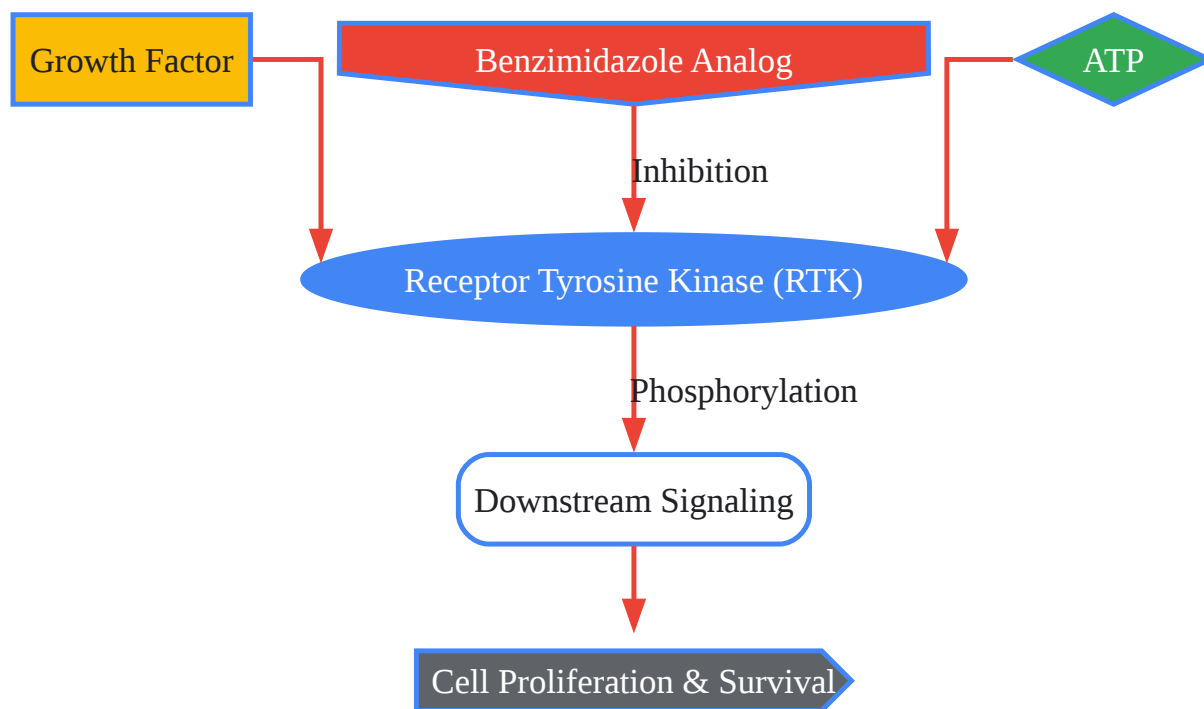 Growth Factor
Benzimidazole Analog
ATP
Inhibition
Receptor Tyrosine Kinase (RTK)
Phosphorylation
Downstream Signaling
Cell Proliferation & Survival